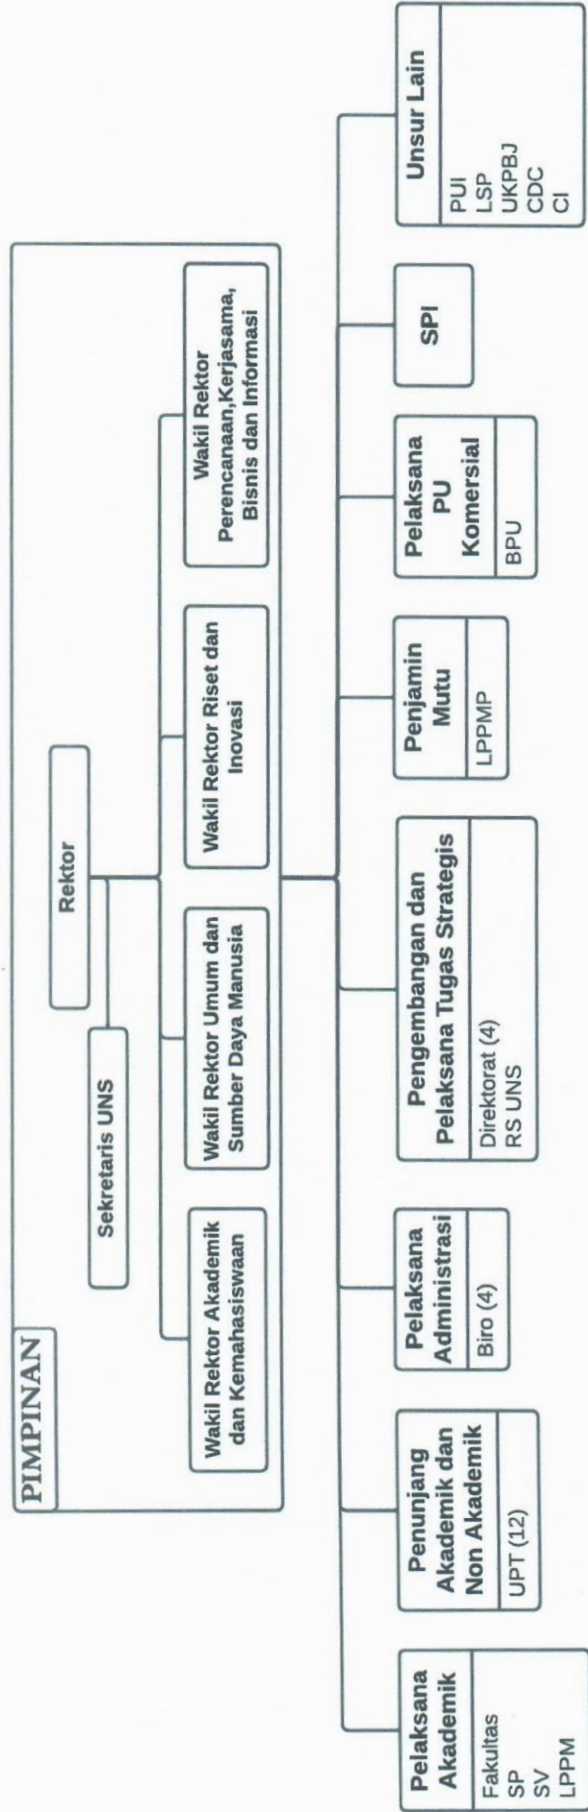 PIMPINAN
Rektor
Sekretaris UNS
Wakil Rektor Akademik
dan Kemahasiswaan
Wakil Rektor Umum dan
Sumber Daya Manusia
Wakil Rektor Riset dan
Inovasi
Wakil Rektor
Perencanaan,Kerjasama,
Bisnis dan Informasi
Pelaksana
Akademik
Fakultas
SP
SV
LPPM
Penunjang
Akademik dan
Non Akademik
UPT (12)
Pelaksana
Administrasi
Biro (4)
Pengembangan dan
Pelaksana Tugas Strategis
Direktorat (4)
RS UNS
Penjamin
Mutu
LPPMP
Pelaksana
PU
Komersial
BPU
SPI
Unsur Lain
PUI
LSP
UKPBJ
CDC
CI